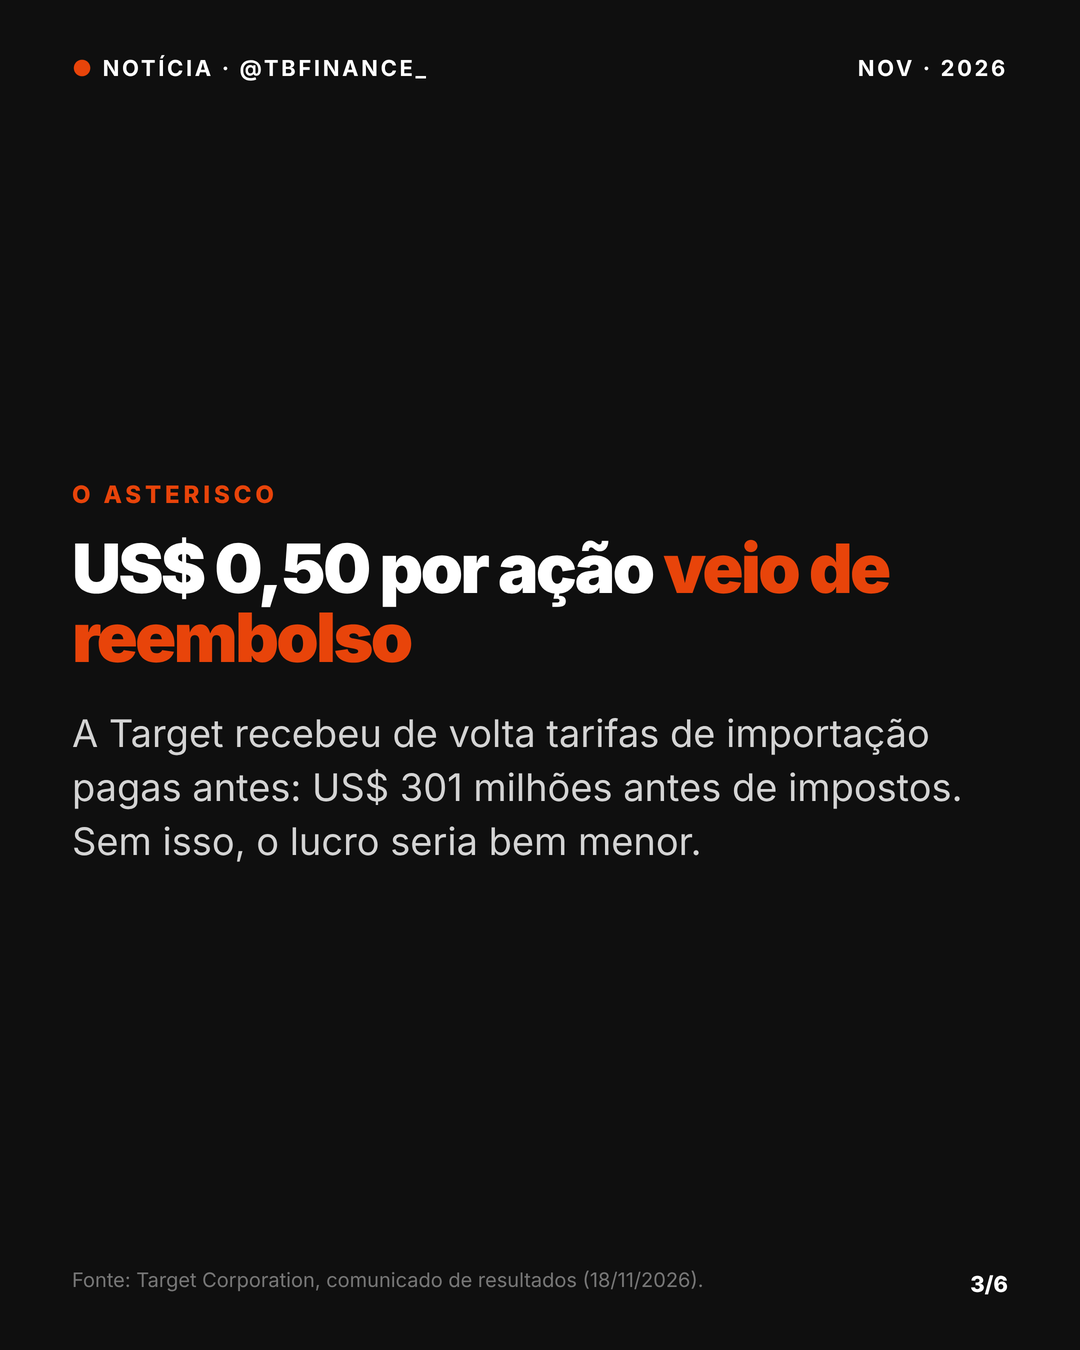 NOTÍCIA · @TBFINANCE_
NOV · 2026
O ASTERISCO
US$ 0,50 por ação veio de
reembolso
A Target recebeu de volta tarifas de importação
pagas antes: US$ 301 milhões antes de impostos.
Sem isso, o lucro seria bem menor.
Fonte: Target Corporation, comunicado de resultados (18/11/2026).
3/6